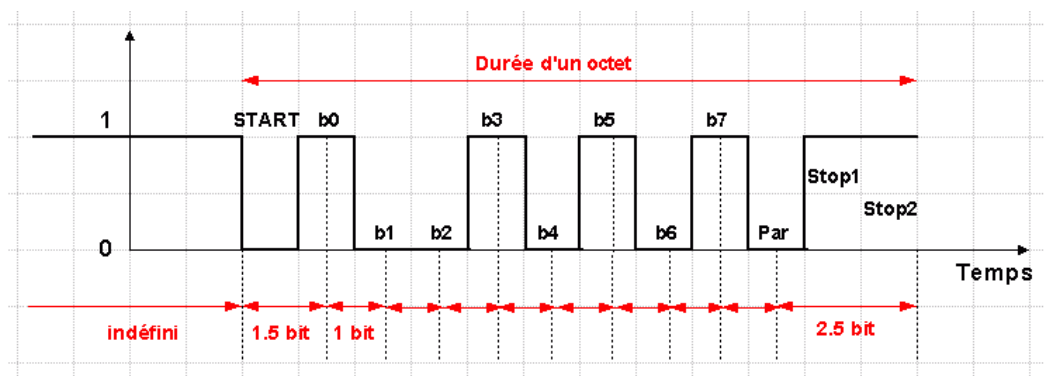 Durée d'un octet
1 START b0 b3 b5 b7
Stop1
Stop2
0 b1 b2 b4 b6 Par
Temps
indéfini 1.5 bit 1 bit 2.5 bit